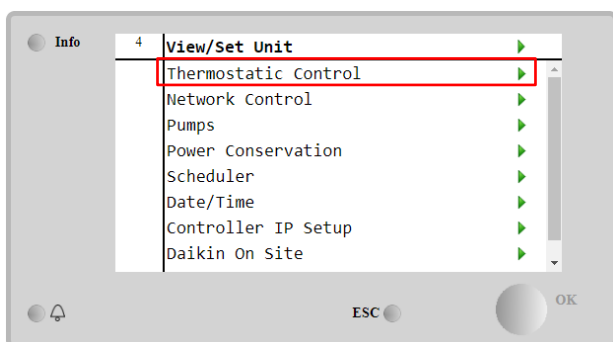 Info
4 View/Set Unit
Thermostatic Control
Network Control
Pumps
Power Conservation
Scheduler
Date/Time
Controller IP Setup
Daikin On Site
ESC
OK